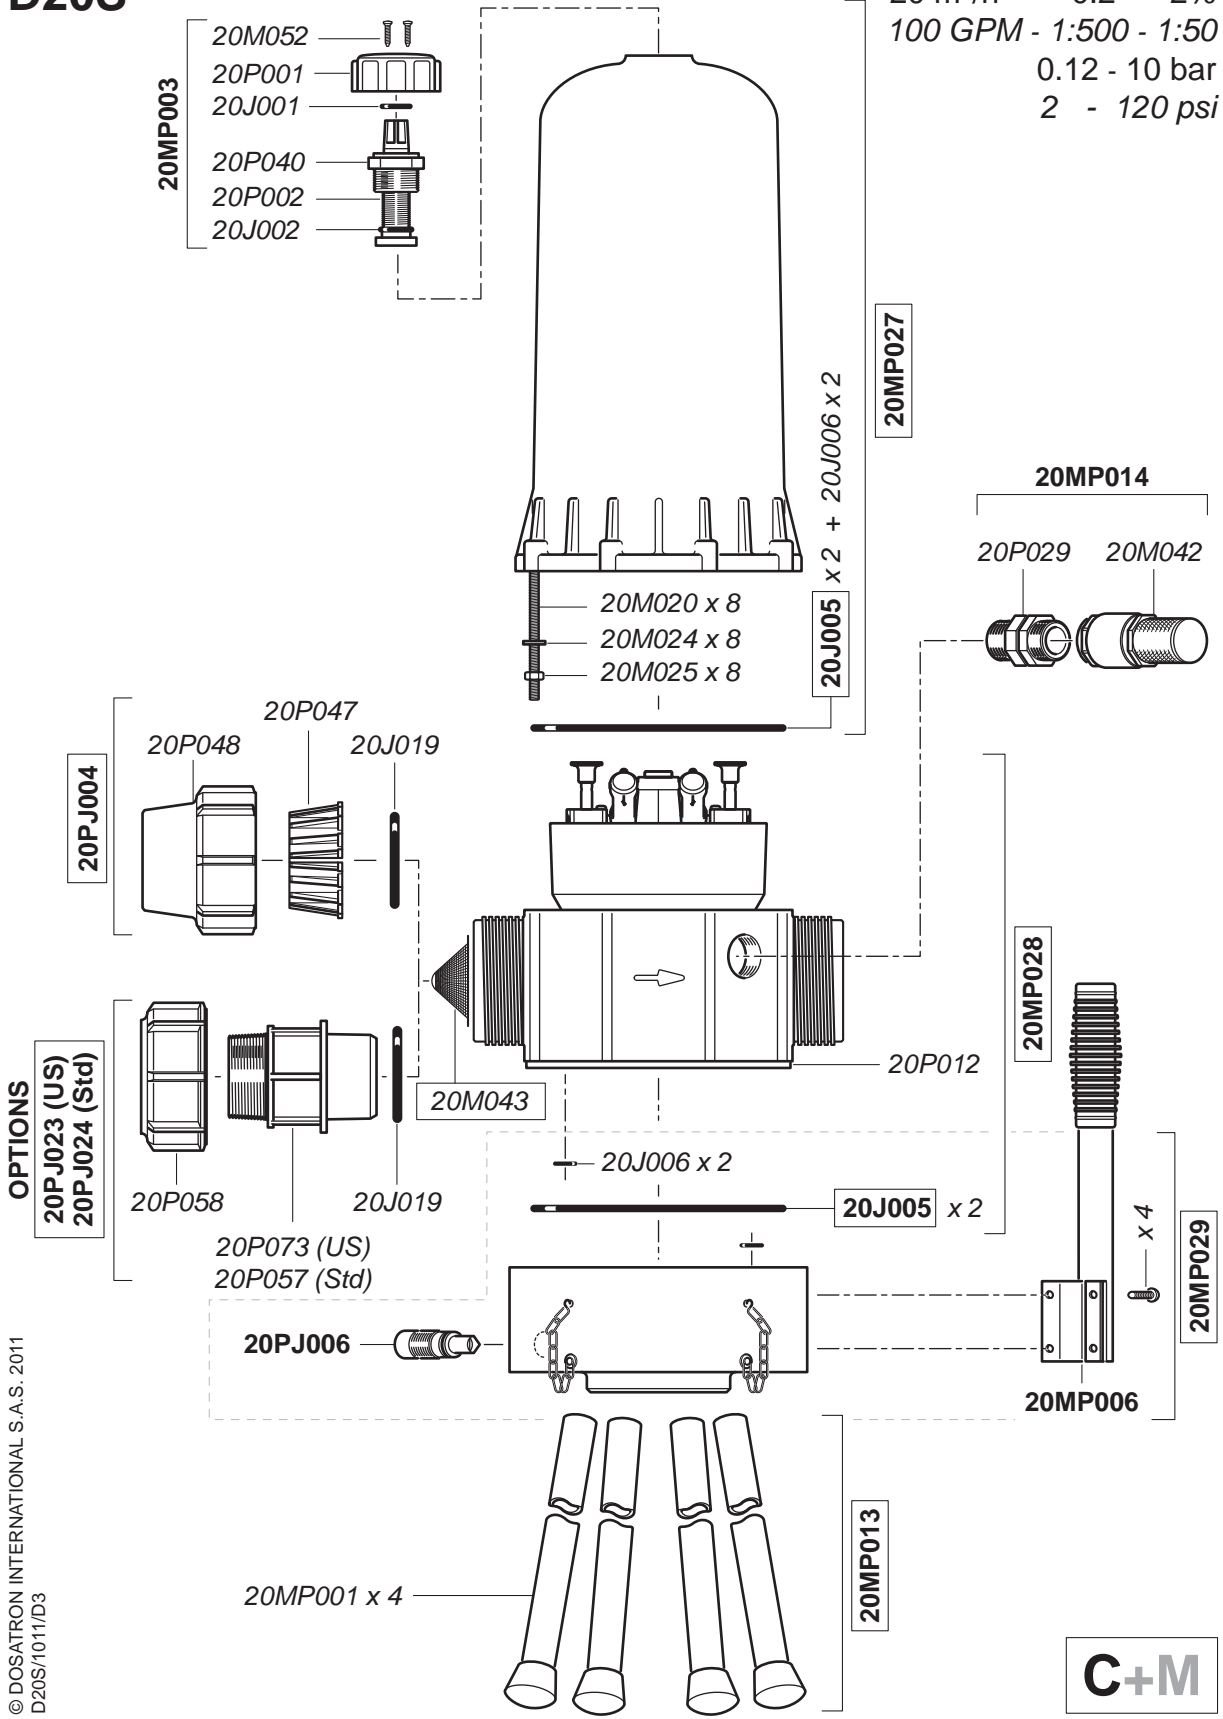 20M052
20P001
20J001
20P040
20P002
20J002
20MP003
100 GPM - 1:500 - 1:50
0.12 - 10 bar
2 - 120 psi
20MP027
20J005 x 2 + 20J006 x 2
20MP014
20P029
20M042
20M020 x 8
20M024 x 8
20M025 x 8
20P047
20P048
20J019
20PJ004
20MP028
20P012
20M043
OPTIONS
20PJ023 (US)
20PJ024 (Std)
20P058
20J019
20P073 (US)
20P057 (Std)
20J006 x 2
20J005 x 2
x 4
20MP029
20PJ006
20MP006
20MP013
20MP001 x 4
© DOSATRON INTERNATIONAL S.A.S. 2011
D20S/1011/D3
C+M